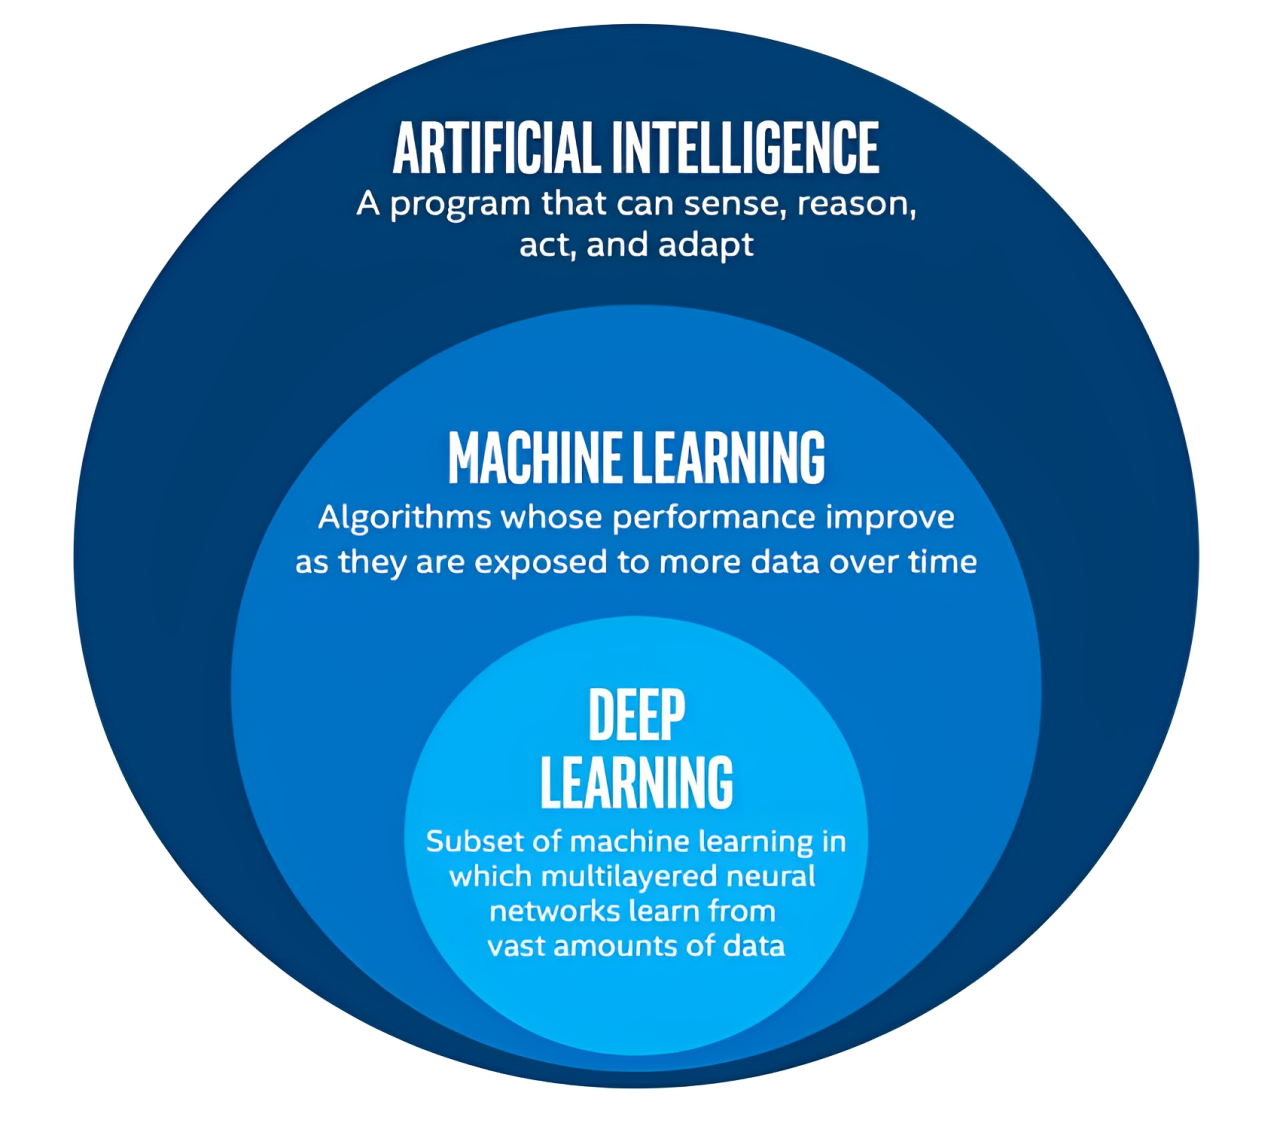 ARTIFICIAL INTELLIGENCE
A program that can sense, reason,
act, and adapt
MACHINE LEARNING
Algorithms whose performance improve
as they are exposed to more data over time
DEEP
LEARNING
Subset of machine learning in
which multilayered neural
networks learn from
vast amounts of data